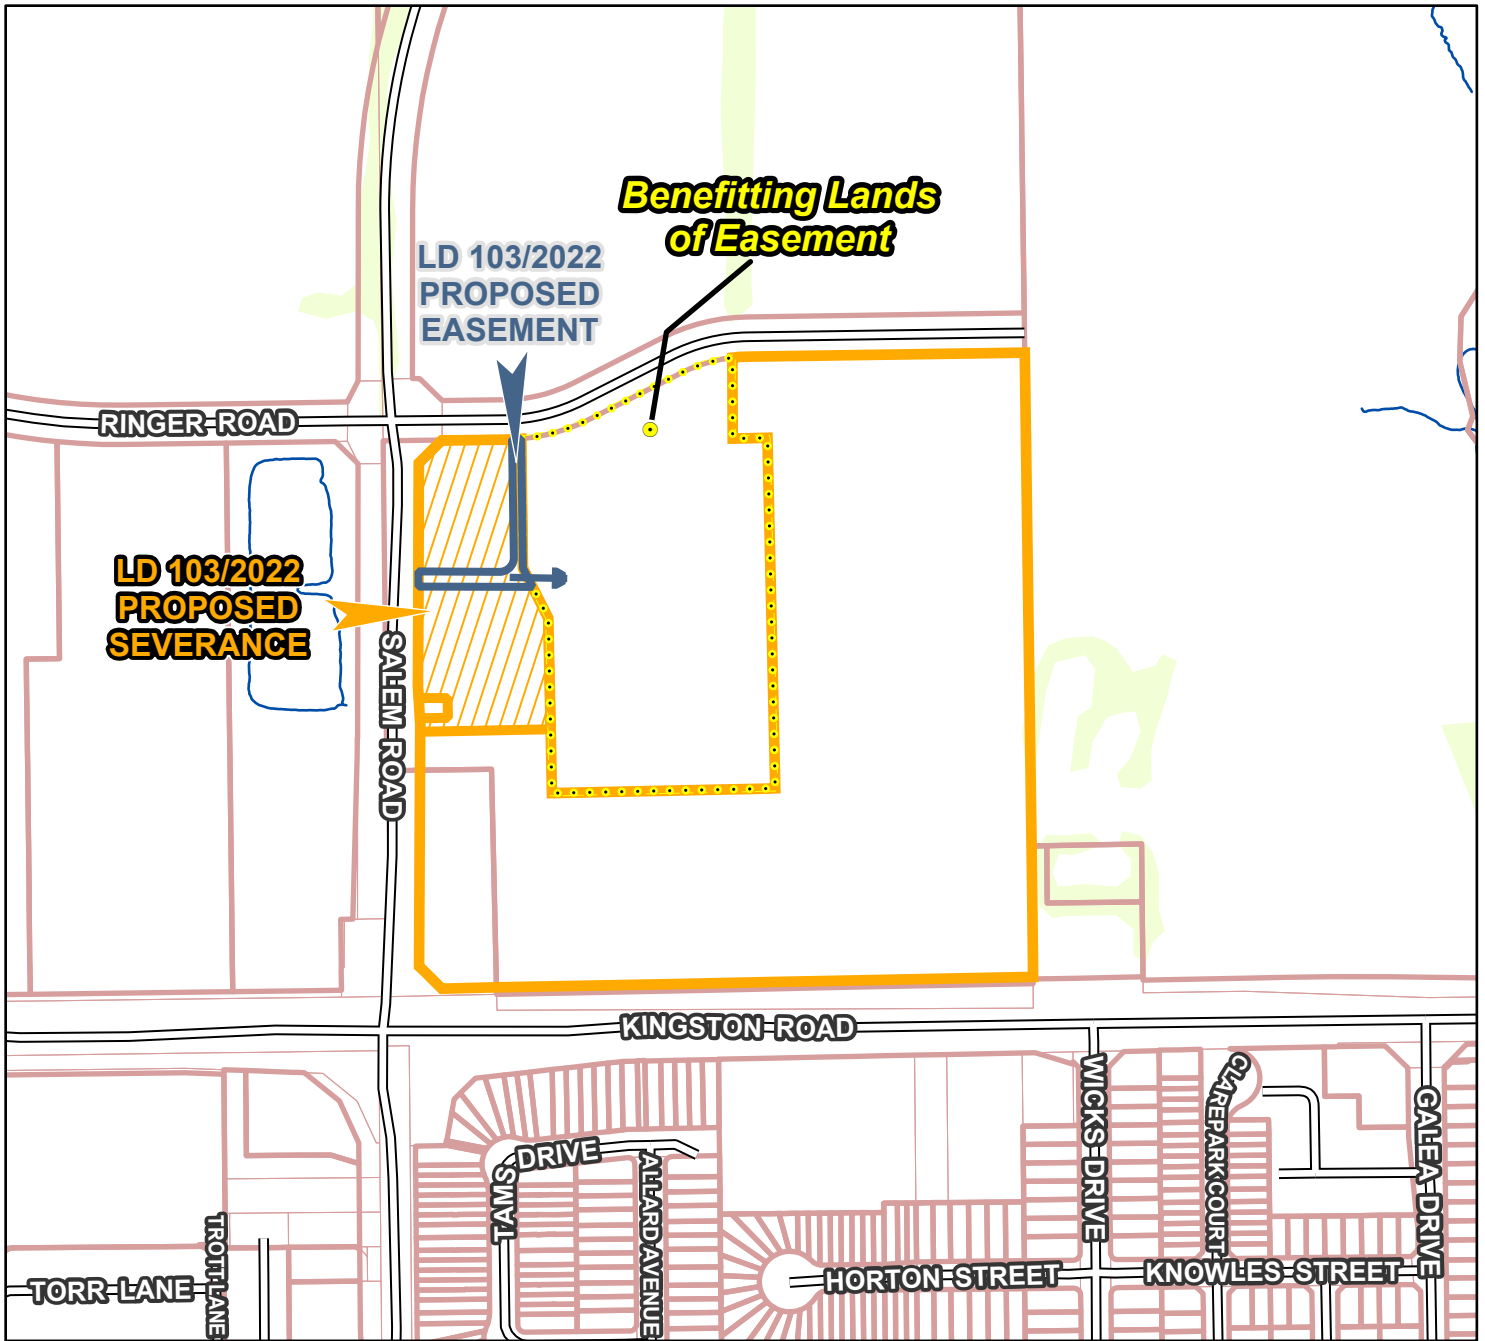 Benefitting Lands
of Easement
LD 103/2022
PROPOSED
EASEMENT
RINGER ROAD
LD 103/2022
PROPOSED
SEVERANCE
SALEM ROAD
KINGSTON ROAD
WICKS DRIVE
CLAREPARK COURT
GALEA DRIVE
TAMS
DRIVE
ALLARD AVENUE
TROTT LANE
TORR LANE
HORTON STREET
KNOWLES STREET